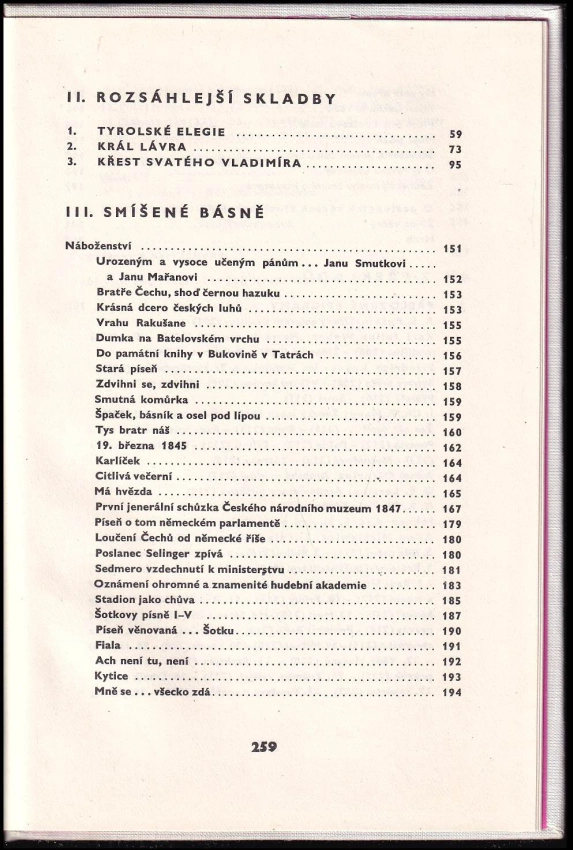 II. ROZSÁHLEJŠÍ SKLADBY
1. TYROLSKÉ ELEGIE 59
2. KRÁL LÁVRA 73
3. KŘEST SVATÉHO VLADIMÍRA 95
III. SMÍŠENÉ BÁSNĚ
Náboženství 151
Urozeným a vysoce učeným pánům... Janu Smutkovi
a Janu Mařanovi 152
Bratře Čechu, shoď černou hazuku 153
Krásná dcero českých luhů 153
Vrahu Rakušane 155
Dumka na Batelovském vrchu 155
Do památní knihy v Bukovině v Tatrách 156
Stará píseň 157
Zdvihni se, zdvihni 158
Smutná komůrka 159
Špaček, básník a osel pod lípou 159
Tys bratr náš 160
19. března 1845 162
Karlíček 164
Citlivá večerní 164
Má hvězda 165
První jenerální schůzka Českého národního muzeum 1847 167
Píseň o tom německém parlamentě 179
Loučení Čechů od německé říše 180
Poslanec Selinger zpívá 180
Sedmero vzdechnutí k ministerstvu 181
Oznámení ohromné a znamenité hudební akademie 183
Stadion jako chůva 185
Šotkovy písně I–V 187
Píseň věnovaná ... Šotku 190
Fiala 191
Ach není tu, není 192
Kytice 193
Mně se ... všecko zdá 194
259